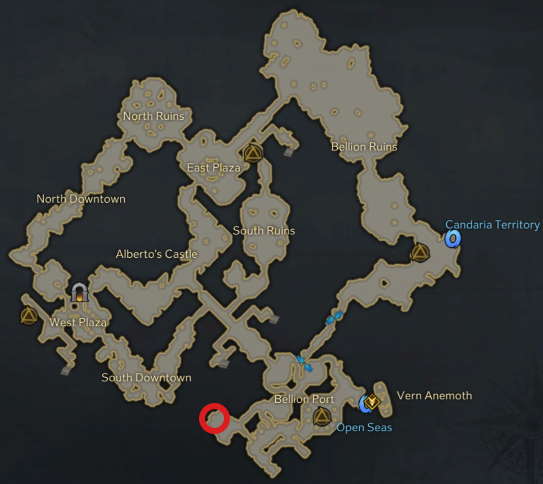 North Ruins
Bellion Ruins
East Plaza
North Downtown
Candaria Territory
South Ruins
Alberto's Castle
West Plaza
South Downtown
Vern Anemoth
Bellion Port
Open Seas